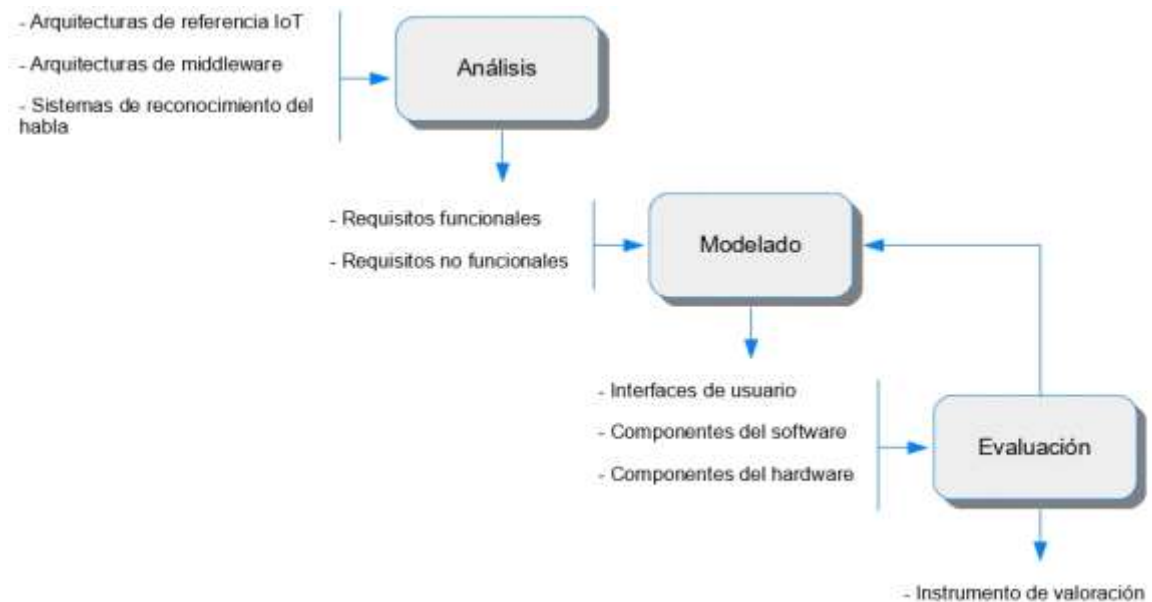 - Arquitecturas de referencia IoT
- Arquitecturas de middleware
- Sistemas de reconocimiento del
habla
Análisis
- Requisitos funcionales
- Requisitos no funcionales
Modelado
- Interfaces de usuario
- Componentes del software
- Componentes del hardware
Evaluación
- Instrumento de valoración